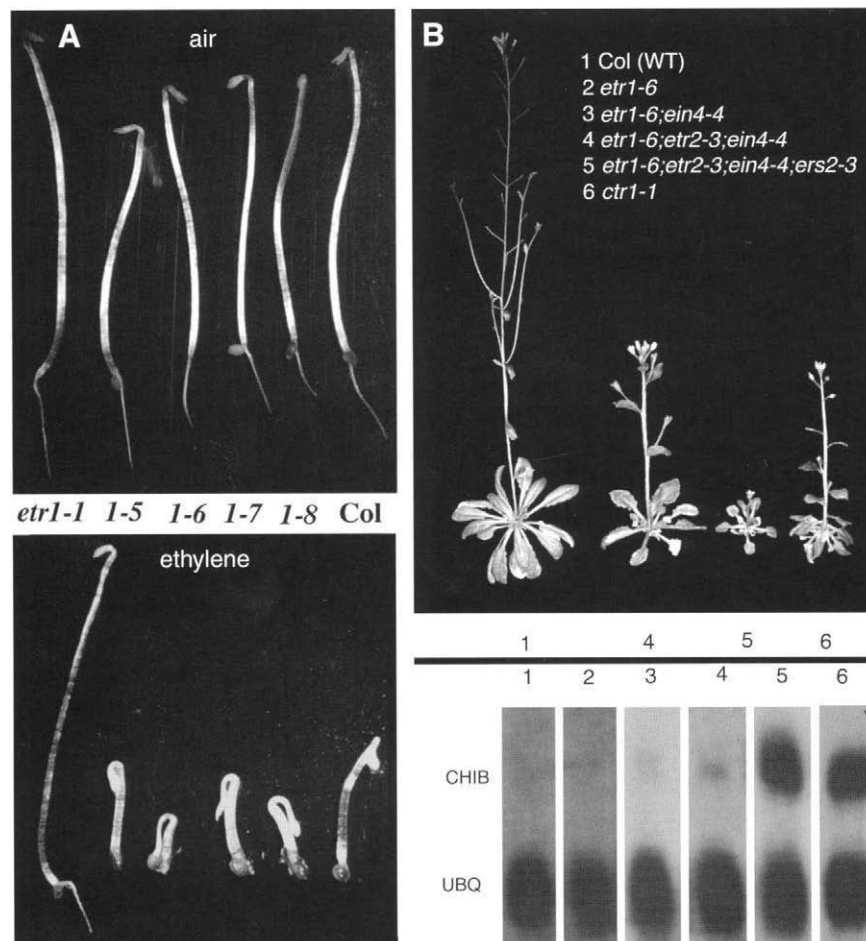 A
air
etr1-1 1-5 1-6 1-7 1-8 Col
ethylene
B
1 Col (WT)
2 etr1-6
3 etr1-6;ein4-4
4 etr1-6;etr2-3;ein4-4
5 etr1-6;etr2-3;ein4-4;ers2-3
6 ctr1-1
1 4 5 6
1 2 3 4 5 6
CHIB
UBQ